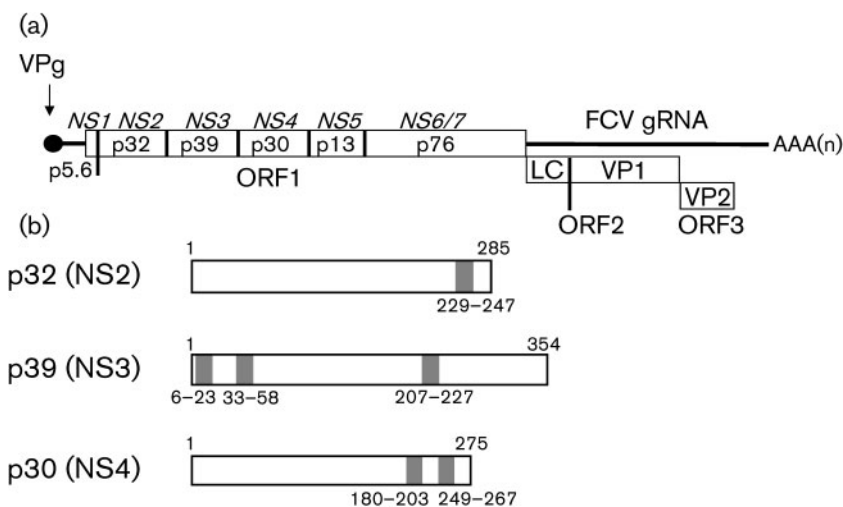 (a)
VPg
NS1 NS2 NS3 NS4 NS5 NS6/7 FCV gRNA
p32 p39 p30 p13 p76 AAA(n)
p5.6 ORF1 LC VP1
VP2
ORF2 ORF3
(b)
1 285
p32 (NS2)
229–247
1 354
p39 (NS3)
6–23 33–58 207–227
1 275
p30 (NS4)
180–203 249–267